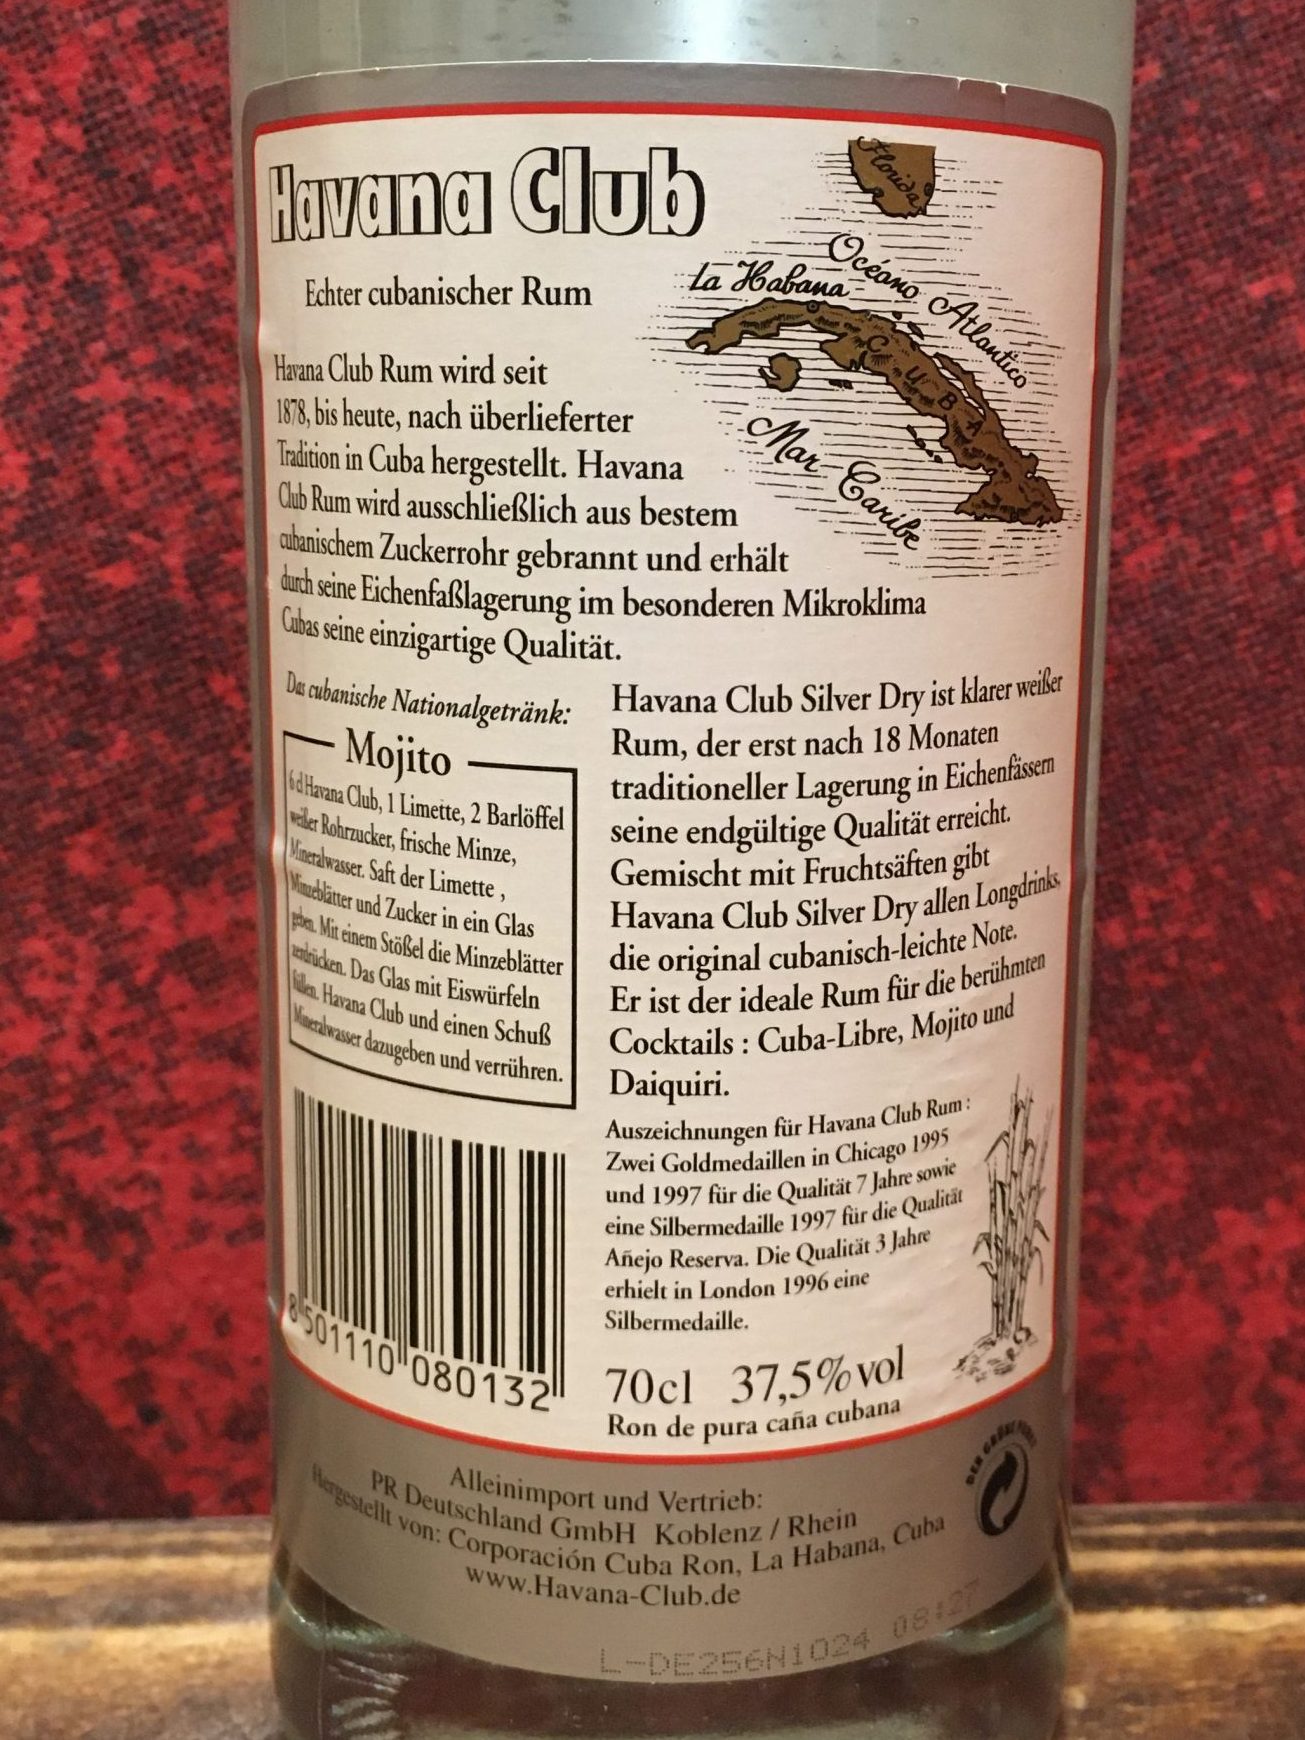 Havana Club
Echter cubanischer Rum
Florida
Océano Atlantico
La Habana
CUBA
Mar Caribe
Havana Club Rum wird seit
1878, bis heute, nach überlieferter
Tradition in Cuba hergestellt. Havana
Club Rum wird ausschließlich aus bestem
cubanischem Zuckerrohr gebrannt und erhält
durch seine Eichenfaßlagerung im besonderen Mikroklima
Cubas seine einzigartige Qualität.
Das cubanische Nationalgetränk:
Mojito
6 cl Havana Club, 1 Limette, 2 Barlöffel
weißer Rohrzucker, frische Minze,
Mineralwasser. Saft der Limette ,
Minzeblätter und Zucker in ein Glas
geben. Mit einem Stößel die Minzeblätter
zerdrücken. Das Glas mit Eiswürfeln
füllen. Havana Club und einen Schuß
Mineralwasser dazugeben und verrühren.
8 501110 080132
Havana Club Silver Dry ist klarer weißer
Rum, der erst nach 18 Monaten
traditioneller Lagerung in Eichenfässern
seine endgültige Qualität erreicht.
Gemischt mit Fruchtsäften gibt
Havana Club Silver Dry allen Longdrinks,
die original cubanisch-leichte Note.
Er ist der ideale Rum für die berühmten
Cocktails : Cuba-Libre, Mojito und
Daiquiri.
Auszeichnungen für Havana Club Rum :
Zwei Goldmedaillen in Chicago 1995
und 1997 für die Qualität 7 Jahre sowie
eine Silbermedaille 1997 für die Qualität
Añejo Reserva. Die Qualität 3 Jahre
erhielt in London 1996 eine
Silbermedaille.
70cl 37,5%vol
Ron de pura caña cubana
Alleinimport und Vertrieb:
PR Deutschland GmbH Koblenz / Rhein
Hergestellt von: Corporación Cuba Ron, La Habana, Cuba
www.Havana-Club.de
DER GRÜNE PUNKT
L-DE256N1024 08:27